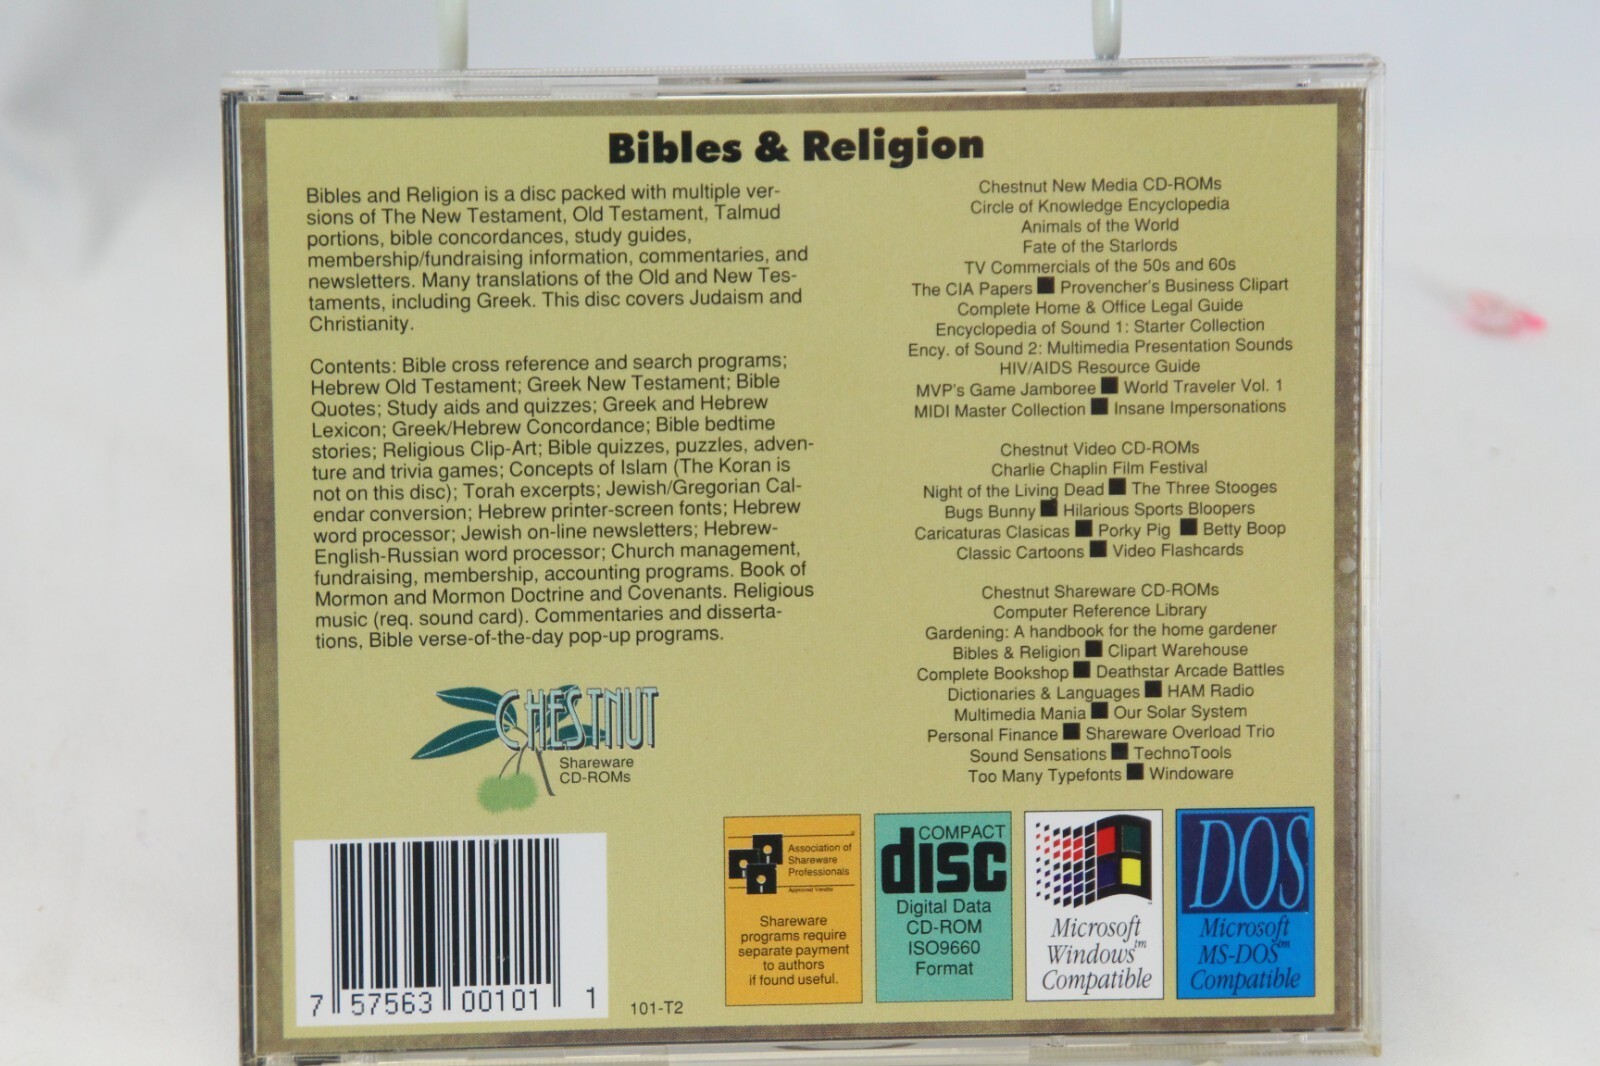 Bibles & Religion
Bibles and Religion is a disc packed with multiple ver-
sions of The New Testament, Old Testament, Talmud
portions, bible concordances, study guides,
membership/fundraising information, commentaries, and
newsletters. Many translations of the Old and New Tes-
taments, including Greek. This disc covers Judaism and
Christianity.
Contents: Bible cross reference and search programs;
Hebrew Old Testament; Greek New Testament; Bible
Quotes; Study aids and quizzes; Greek and Hebrew
Lexicon; Greek/Hebrew Concordance; Bible bedtime
stories; Religious Clip-Art; Bible quizzes, puzzles, adven-
ture and trivia games; Concepts of Islam (The Koran is
not on this disc); Torah excerpts; Jewish/Gregorian Cal-
endar conversion; Hebrew printer-screen fonts; Hebrew
word processor; Jewish on-line newsletters; Hebrew-
English-Russian word processor; Church management,
fundraising, membership, accounting programs. Book of
Mormon and Mormon Doctrine and Covenants. Religious
music (req. sound card). Commentaries and disserta-
tions, Bible verse-of-the-day pop-up programs.
CHESTNUT
Shareware
CD-ROMs
7 57563 00101 1
101-T2
Chestnut New Media CD-ROMs
Circle of Knowledge Encyclopedia
Animals of the World
Fate of the Starlords
TV Commercials of the 50s and 60s
The CIA Papers ■ Provencher's Business Clipart
Complete Home & Office Legal Guide
Encyclopedia of Sound 1: Starter Collection
Ency. of Sound 2: Multimedia Presentation Sounds
HIV/AIDS Resource Guide
MVP's Game Jamboree ■ World Traveler Vol. 1
MIDI Master Collection ■ Insane Impersonations
Chestnut Video CD-ROMs
Charlie Chaplin Film Festival
Night of the Living Dead ■ The Three Stooges
Bugs Bunny ■ Hilarious Sports Bloopers
Caricaturas Clasicas ■ Porky Pig ■ Betty Boop
Classic Cartoons ■ Video Flashcards
Chestnut Shareware CD-ROMs
Computer Reference Library
Gardening: A handbook for the home gardener
Bibles & Religion ■ Clipart Warehouse
Complete Bookshop ■ Deathstar Arcade Battles
Dictionaries & Languages ■ HAM Radio
Multimedia Mania ■ Our Solar System
Personal Finance ■ Shareware Overload Trio
Sound Sensations ■ TechnoTools
Too Many Typefonts ■ Windoware
Association of
Shareware
Professionals
Approved Vendor
Shareware
programs require
separate payment
to authors
if found useful.
COMPACT
disc
Digital Data
CD-ROM
ISO9660
Format
Microsoft
Windows™
Compatible
DOS
Microsoft
MS-DOS™
Compatible